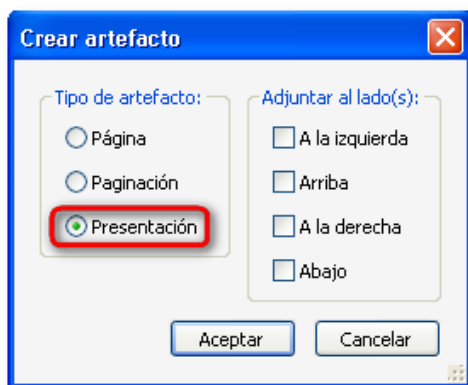 Crear artefacto
Tipo de artefacto:
Página
Paginación
Presentación
Adjuntar al lado(s):
A la izquierda
Arriba
A la derecha
Abajo
Aceptar
Cancelar